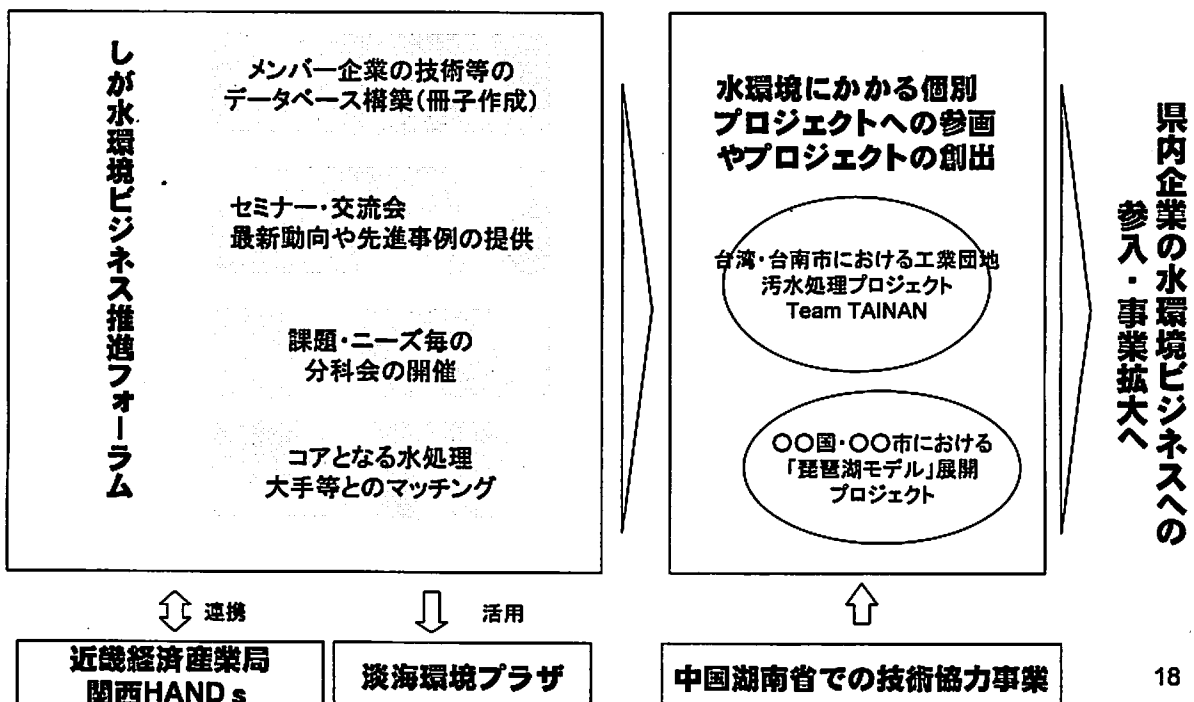 しが水環境ビジネス推進フォーラム
メンバー企業の技術等の
データベース構築(冊子作成)
セミナー・交流会
最新動向や先進事例の提供
課題・ニーズ毎の
分科会の開催
コアとなる水処理
大手等とのマッチング
水環境にかかる個別
プロジェクトへの参画
やプロジェクトの創出
台湾・台南市における工業団地
汚水処理プロジェクト
Team TAINAN
〇〇国・〇〇市における
「琵琶湖モデル」展開
プロジェクト
県内企業の水環境ビジネスへの
参入・事業拡大へ
連携
活用
近畿経済産業局
関西HANDs
淡海環境プラザ
中国湖南省での技術協力事業
18